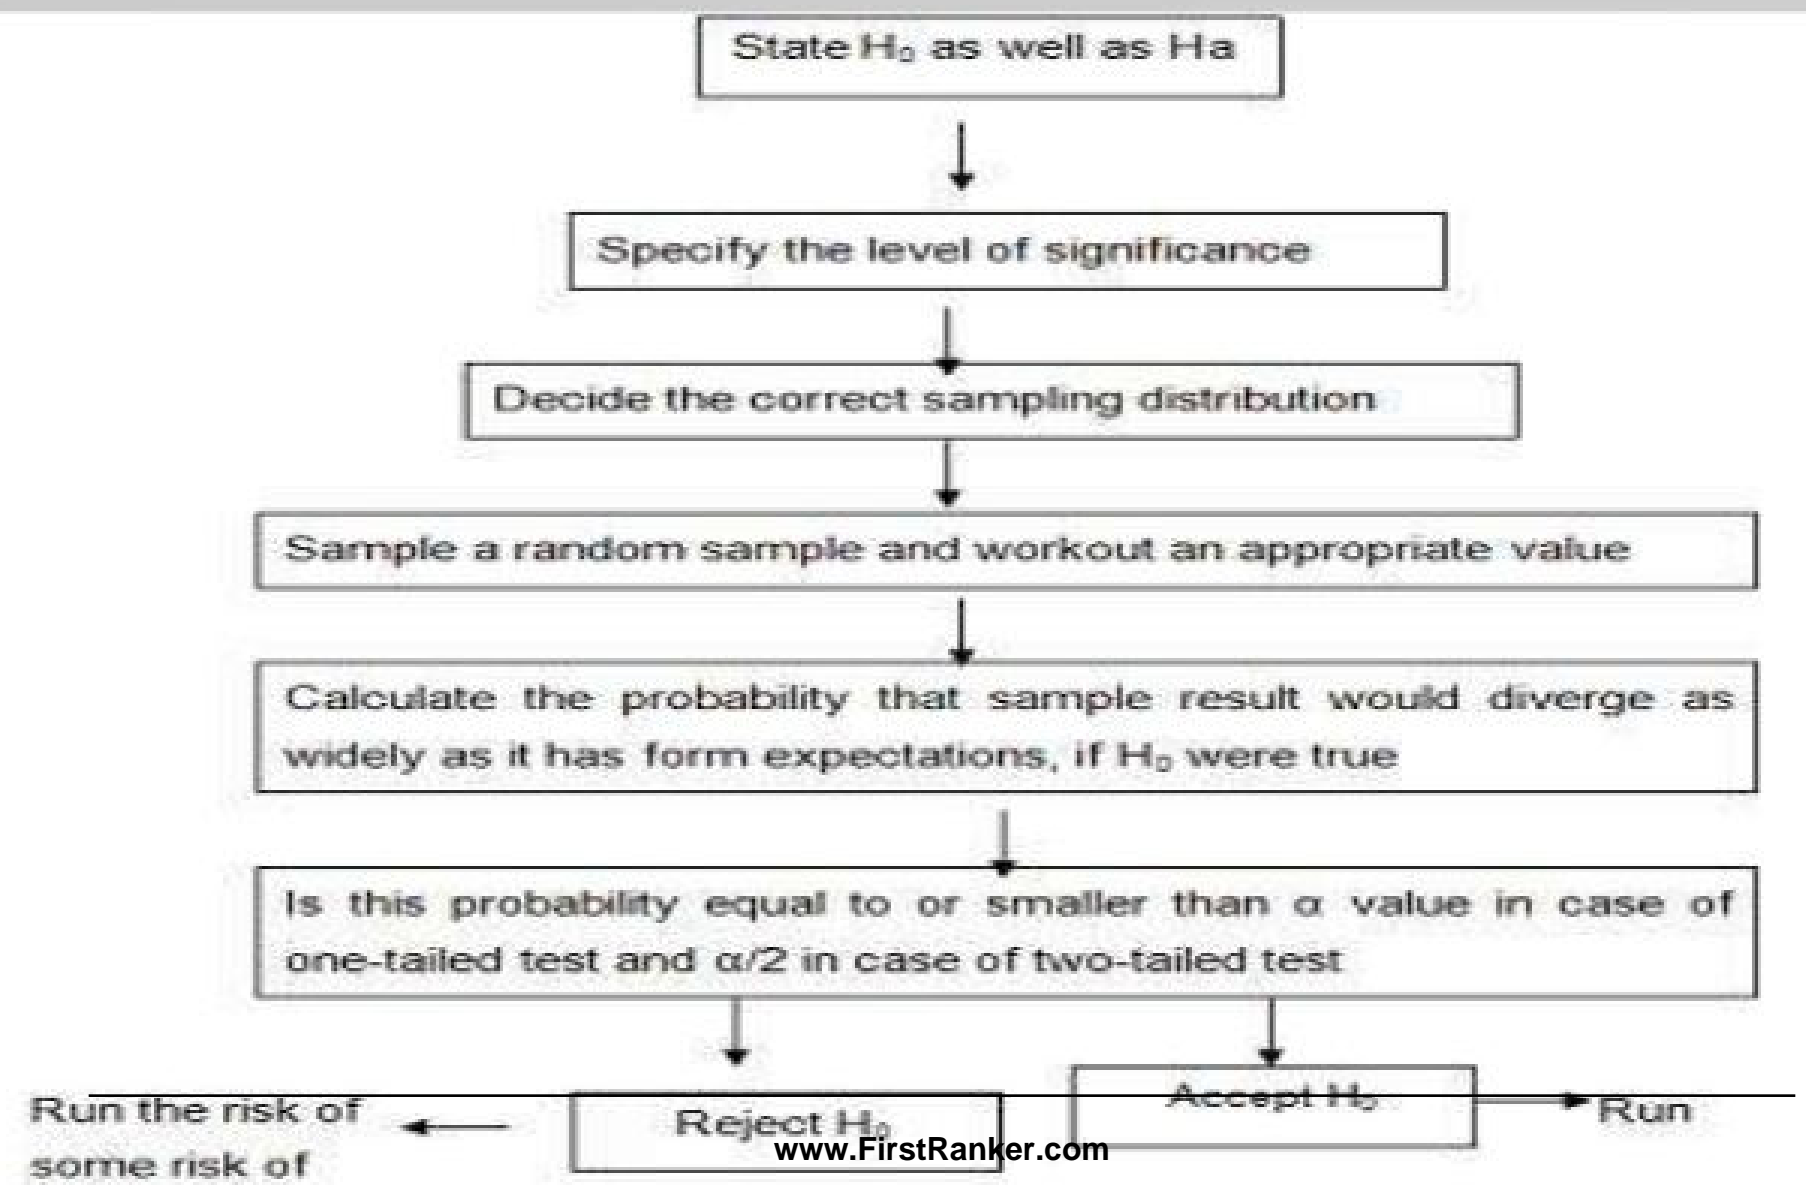 State H₀ as well as Ha
Specify the level of significance
Decide the correct sampling distribution
Sample a random sample and workout an appropriate value
Calculate the probability that sample result would diverge as
widely as it has form expectations, if H₀ were true
Is this probability equal to or smaller than α value in case of
one-tailed test and α/2 in case of two-tailed test
Run the risk of
some risk of
Reject H₀
Accept H₀
Run
www.FirstRanker.com